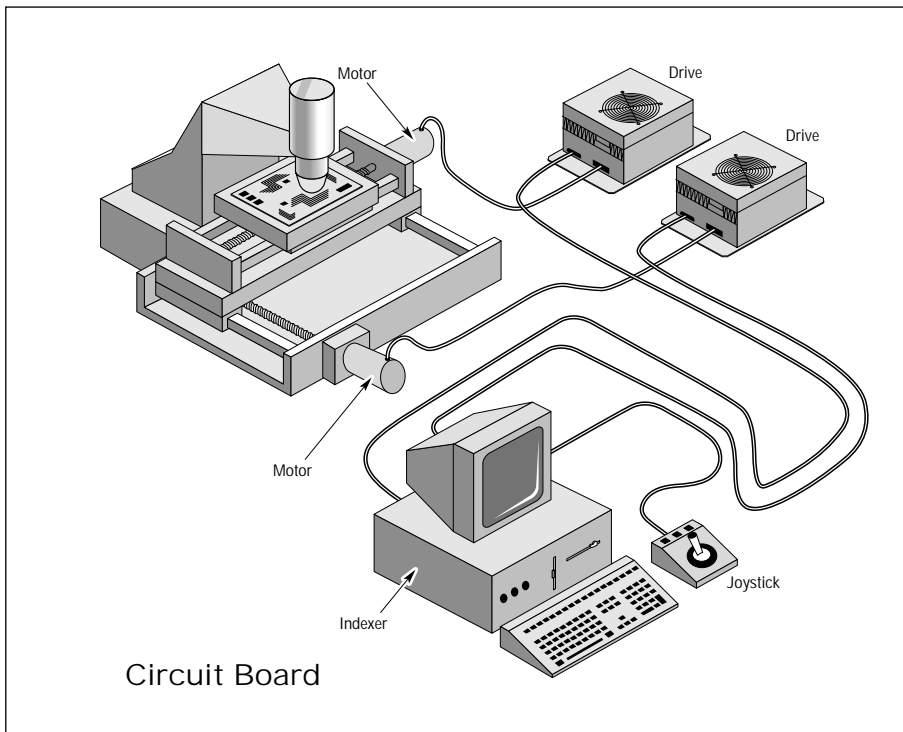 Motor
Drive
Drive
Motor
Joystick
Indexer
Circuit Board